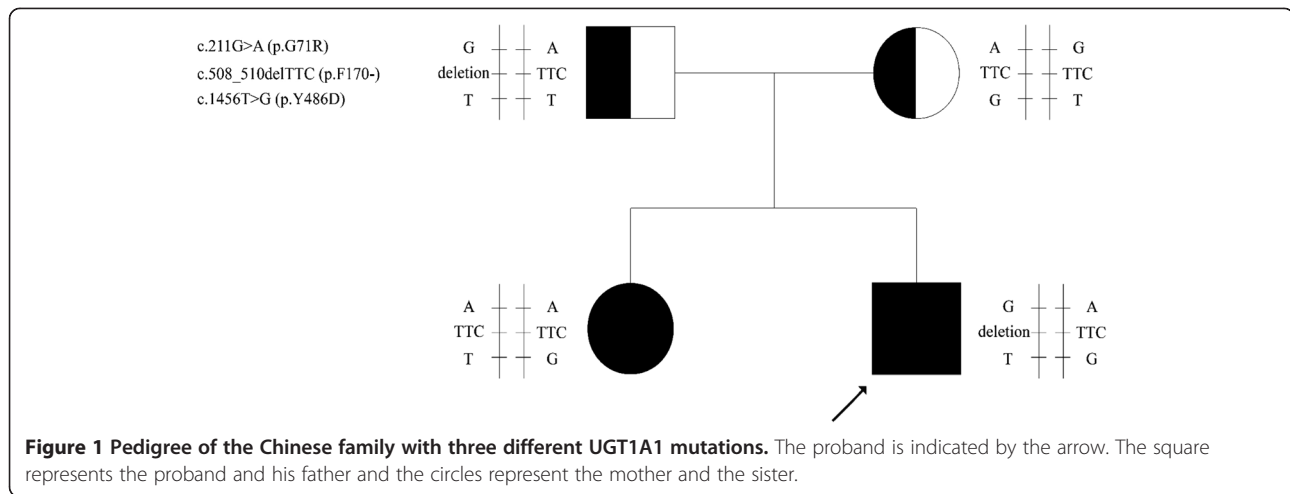 c.211G>A (p.G71R) G A A G
c.508_510delTTC (p.F170-) deletion TTC TTC TTC
c.1456T>G (p.Y486D) T T G T
A A G A
TTC TTC deletion TTC
T G T G
Figure 1 Pedigree of the Chinese family with three different UGT1A1 mutations. The proband is indicated by the arrow. The square
represents the proband and his father and the circles represent the mother and the sister.